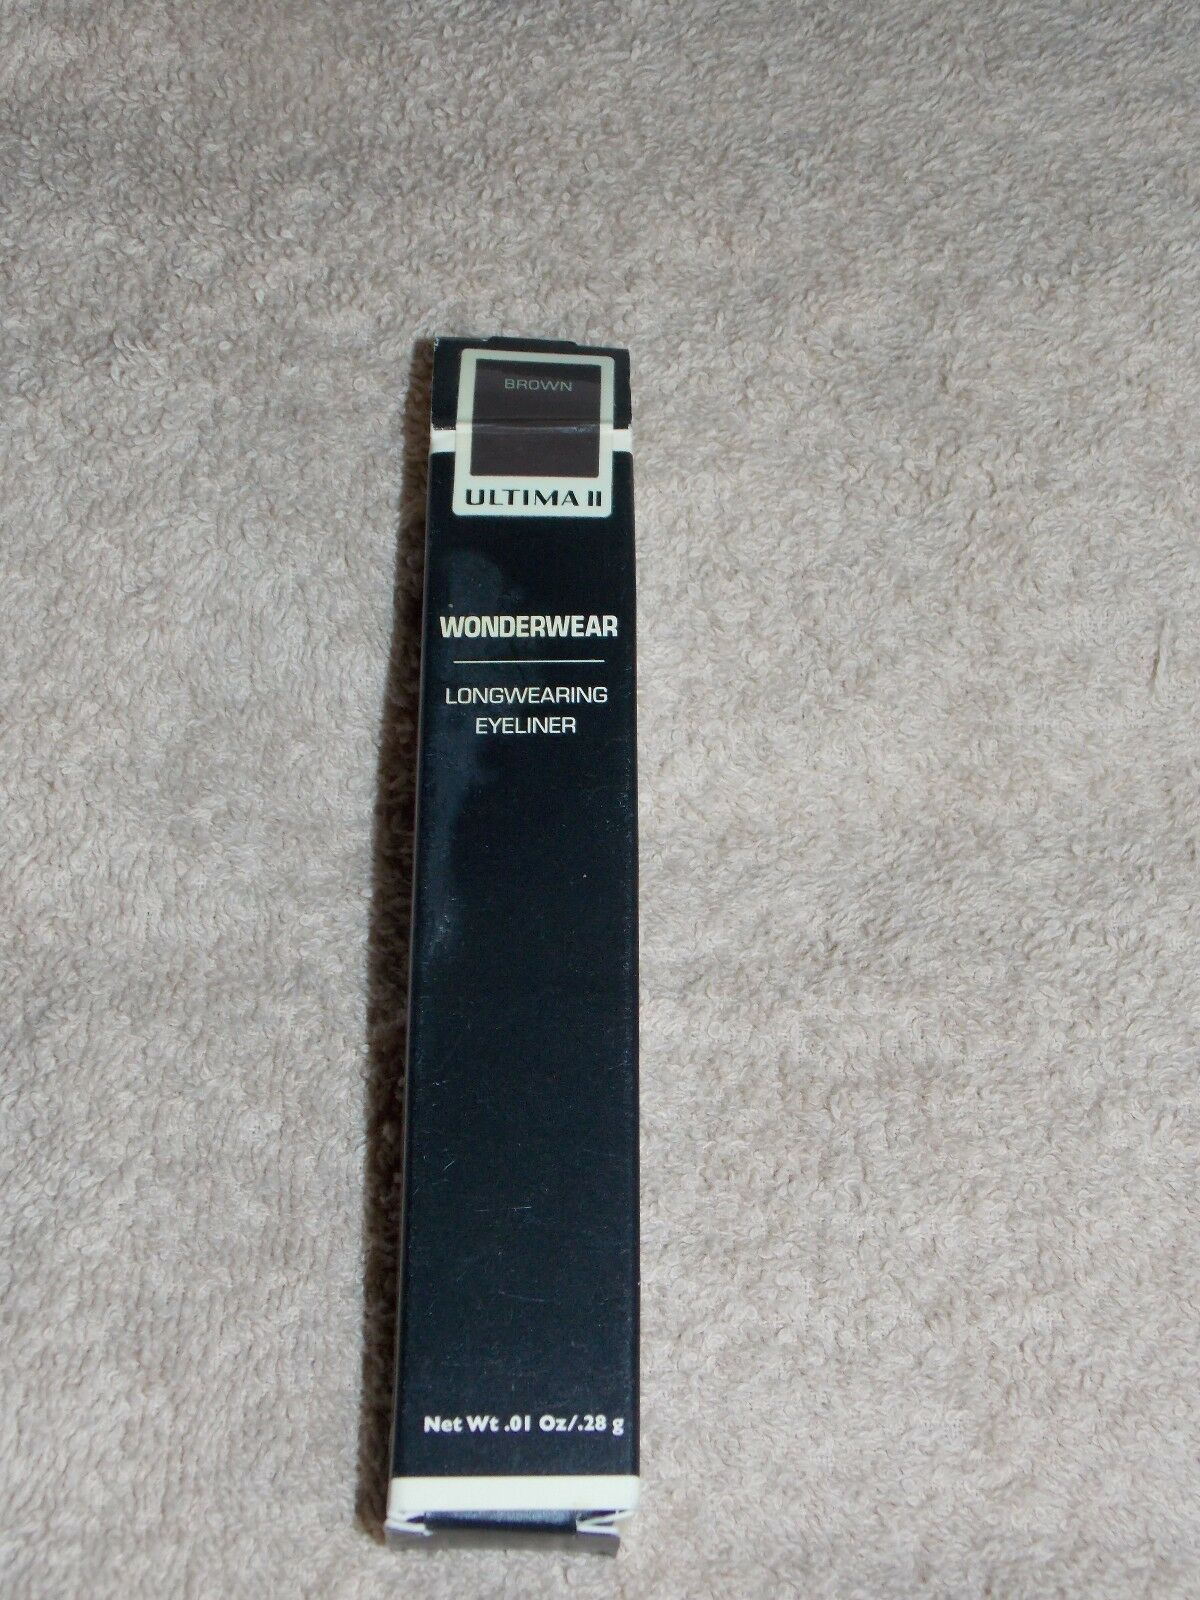 BROWN
ULTIMA II
WONDERWEAR
LONGWEARING
EYELINER
Net Wt .01 Oz/.28 g